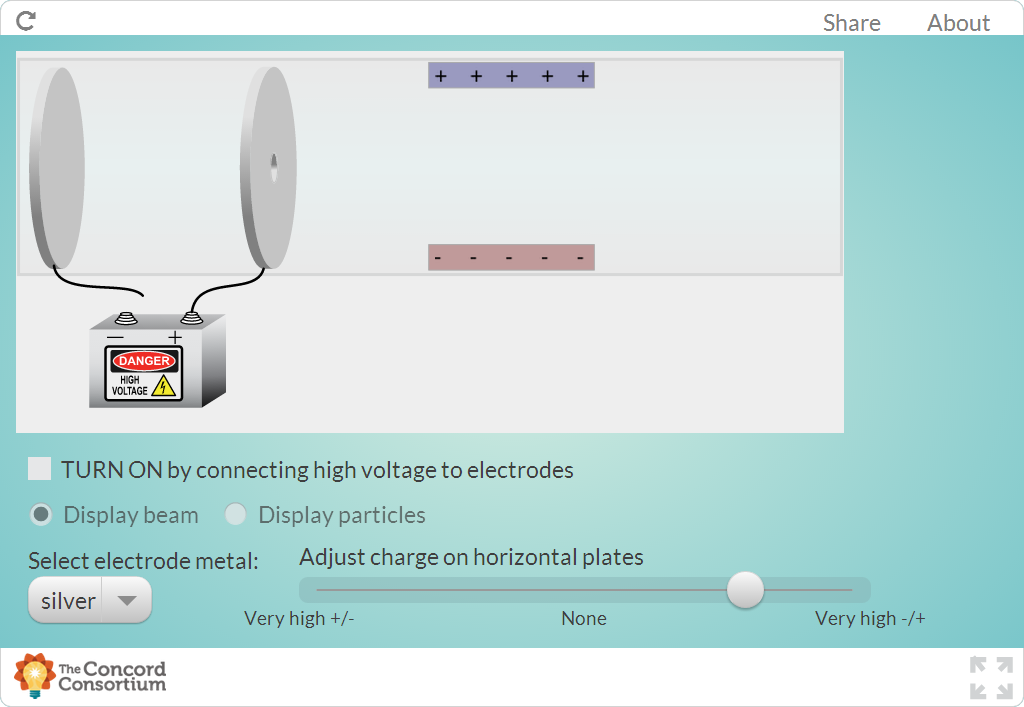 Share About
+ + + + +
- - - - -
— +
DANGER
HIGH
VOLTAGE
TURN ON by connecting high voltage to electrodes
Display beam Display particles
Select electrode metal:
Adjust charge on horizontal plates
silver
Very high +/- None Very high -/+
The Concord
Consortium